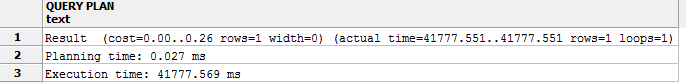 QUERY PLAN
text
1 Result (cost=0.00..0.26 rows=1 width=0) (actual time=41777.551..41777.551 rows=1 loops=1)
2 Planning time: 0.027 ms
3 Execution time: 41777.569 ms